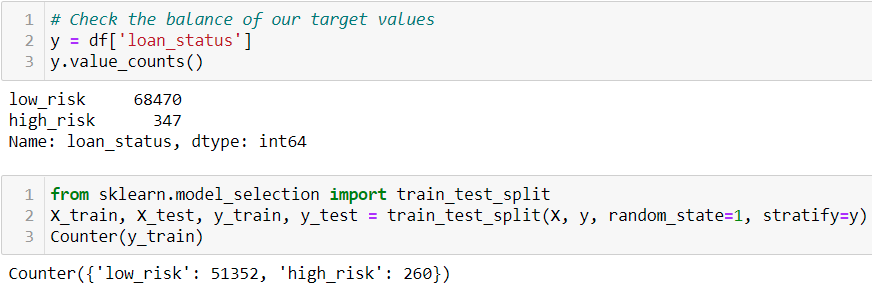 1 # Check the balance of our target values
2 y = df['loan_status']
3 y.value_counts()
low_risk     68470
high_risk      347
Name: loan_status, dtype: int64
1 from sklearn.model_selection import train_test_split
2 X_train, X_test, y_train, y_test = train_test_split(X, y, random_state=1, stratify=y)
3 Counter(y_train)
Counter({'low_risk': 51352, 'high_risk': 260})